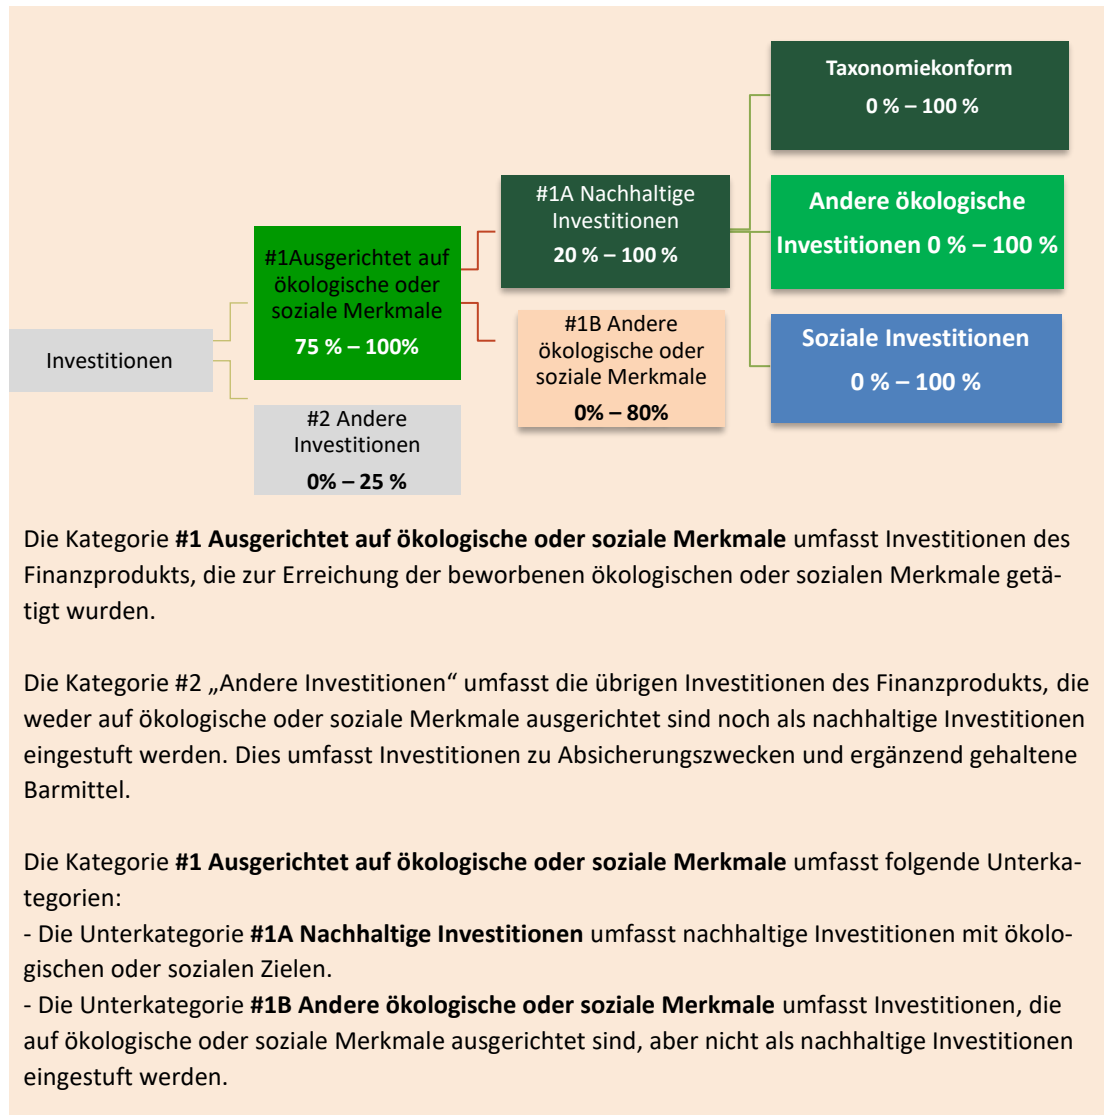 Investitionen
#1Ausgerichtet auf
ökologische oder
soziale Merkmale
75 % – 100%
#2 Andere
Investitionen
0% – 25 %
#1A Nachhaltige
Investitionen
20 % – 100 %
#1B Andere
ökologische oder
soziale Merkmale
0% – 80%
Taxonomiekonform
0 % – 100 %
Andere ökologische
Investitionen 0 % – 100 %
Soziale Investitionen
0 % – 100 %
Die Kategorie #1 Ausgerichtet auf ökologische oder soziale Merkmale umfasst Investitionen des
Finanzprodukts, die zur Erreichung der beworbenen ökologischen oder sozialen Merkmale getä-
tigt wurden.
Die Kategorie #2 „Andere Investitionen“ umfasst die übrigen Investitionen des Finanzprodukts, die
weder auf ökologische oder soziale Merkmale ausgerichtet sind noch als nachhaltige Investitionen
eingestuft werden. Dies umfasst Investitionen zu Absicherungszwecken und ergänzend gehaltene
Barmittel.
Die Kategorie #1 Ausgerichtet auf ökologische oder soziale Merkmale umfasst folgende Unterka-
tegorien:
- Die Unterkategorie #1A Nachhaltige Investitionen umfasst nachhaltige Investitionen mit ökolo-
gischen oder sozialen Zielen.
- Die Unterkategorie #1B Andere ökologische oder soziale Merkmale umfasst Investitionen, die
auf ökologische oder soziale Merkmale ausgerichtet sind, aber nicht als nachhaltige Investitionen
eingestuft werden.